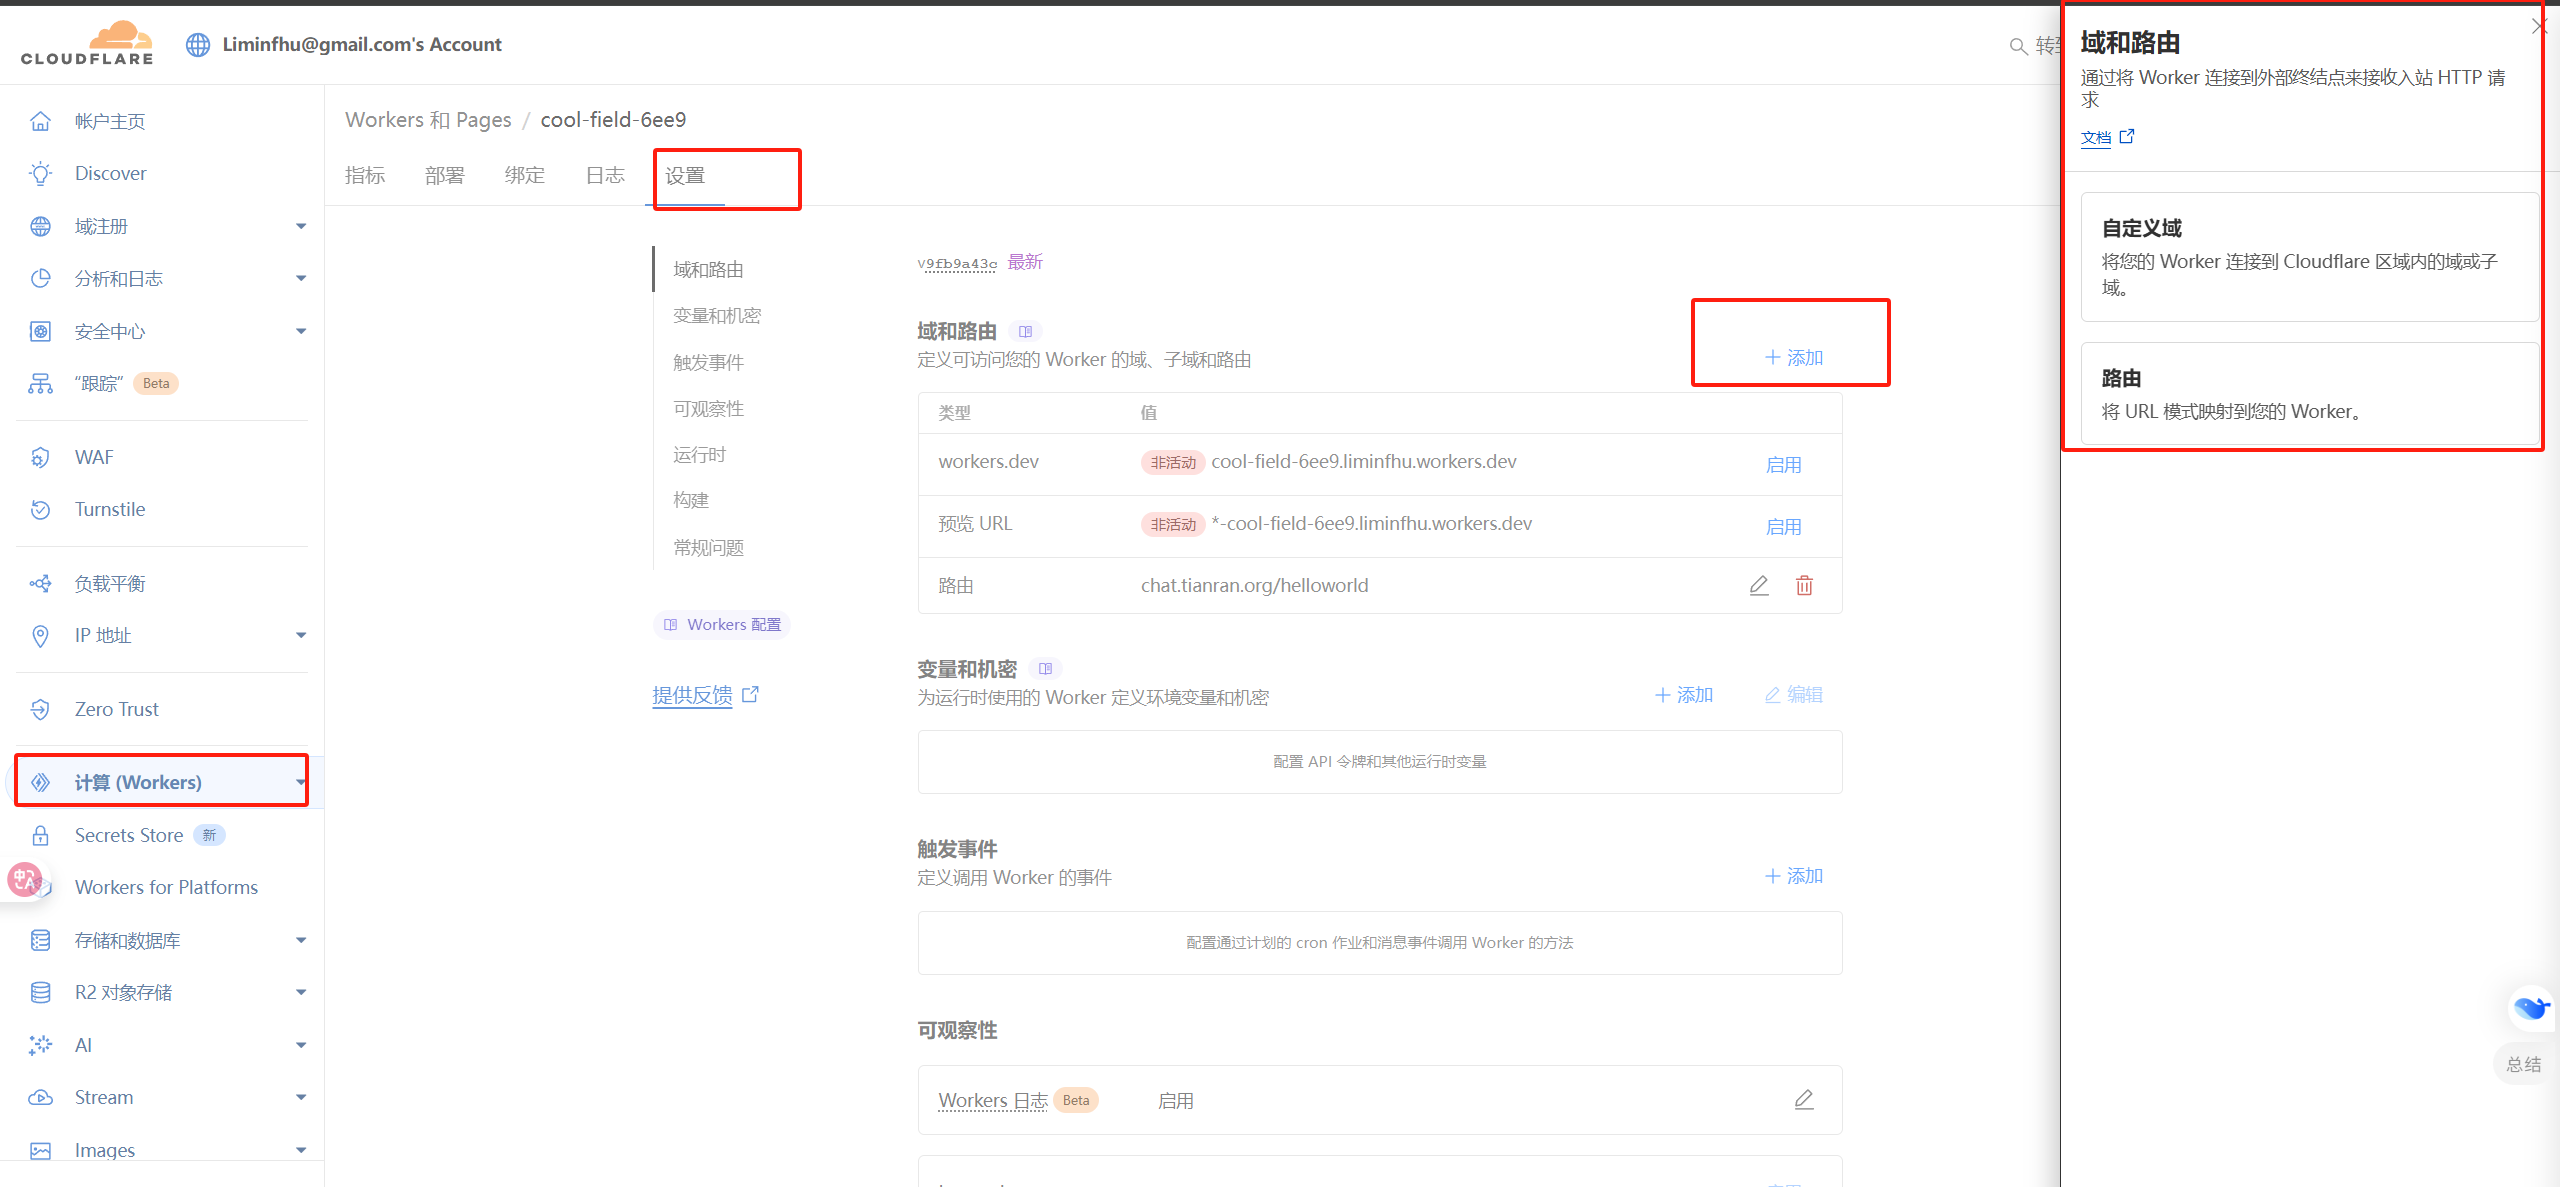 CLOUDFLARE
Liminfhu@gmail.com's Account
帐户主页
Discover
域注册
分析和日志
安全中心
“跟踪” Beta
WAF
Turnstile
负载平衡
IP 地址
Zero Trust
计算 (Workers)
Secrets Store 新
Workers for Platforms
存储和数据库
R2 对象存储
AI
Stream
Images
Workers 和 Pages / cool-field-6ee9
指标 部署 绑定 日志 设置
域和路由
变量和机密
触发事件
可观察性
运行时
构建
常规问题
Workers 配置
提供反馈
v9fb9a43c 最新
域和路由
定义可访问您的 Worker 的域、子域和路由
添加
类型 值
workers.dev 非活动 cool-field-6ee9.liminfhu.workers.dev 启用
预览 URL 非活动 *-cool-field-6ee9.liminfhu.workers.dev 启用
路由 chat.tianran.org/helloworld
变量和机密
为运行时使用的 Worker 定义环境变量和机密
添加 编辑
配置 API 令牌和其他运行时变量
触发事件
定义调用 Worker 的事件
添加
配置通过计划的 cron 作业和消息事件调用 Worker 的方法
可观察性
Workers 日志 Beta 启用
域和路由
通过将 Worker 连接到外部终结点来接收入站 HTTP 请
求
文档
自定义域
将您的 Worker 连接到 Cloudflare 区域内的域或子
域。
路由
将 URL 模式映射到您的 Worker。
总结